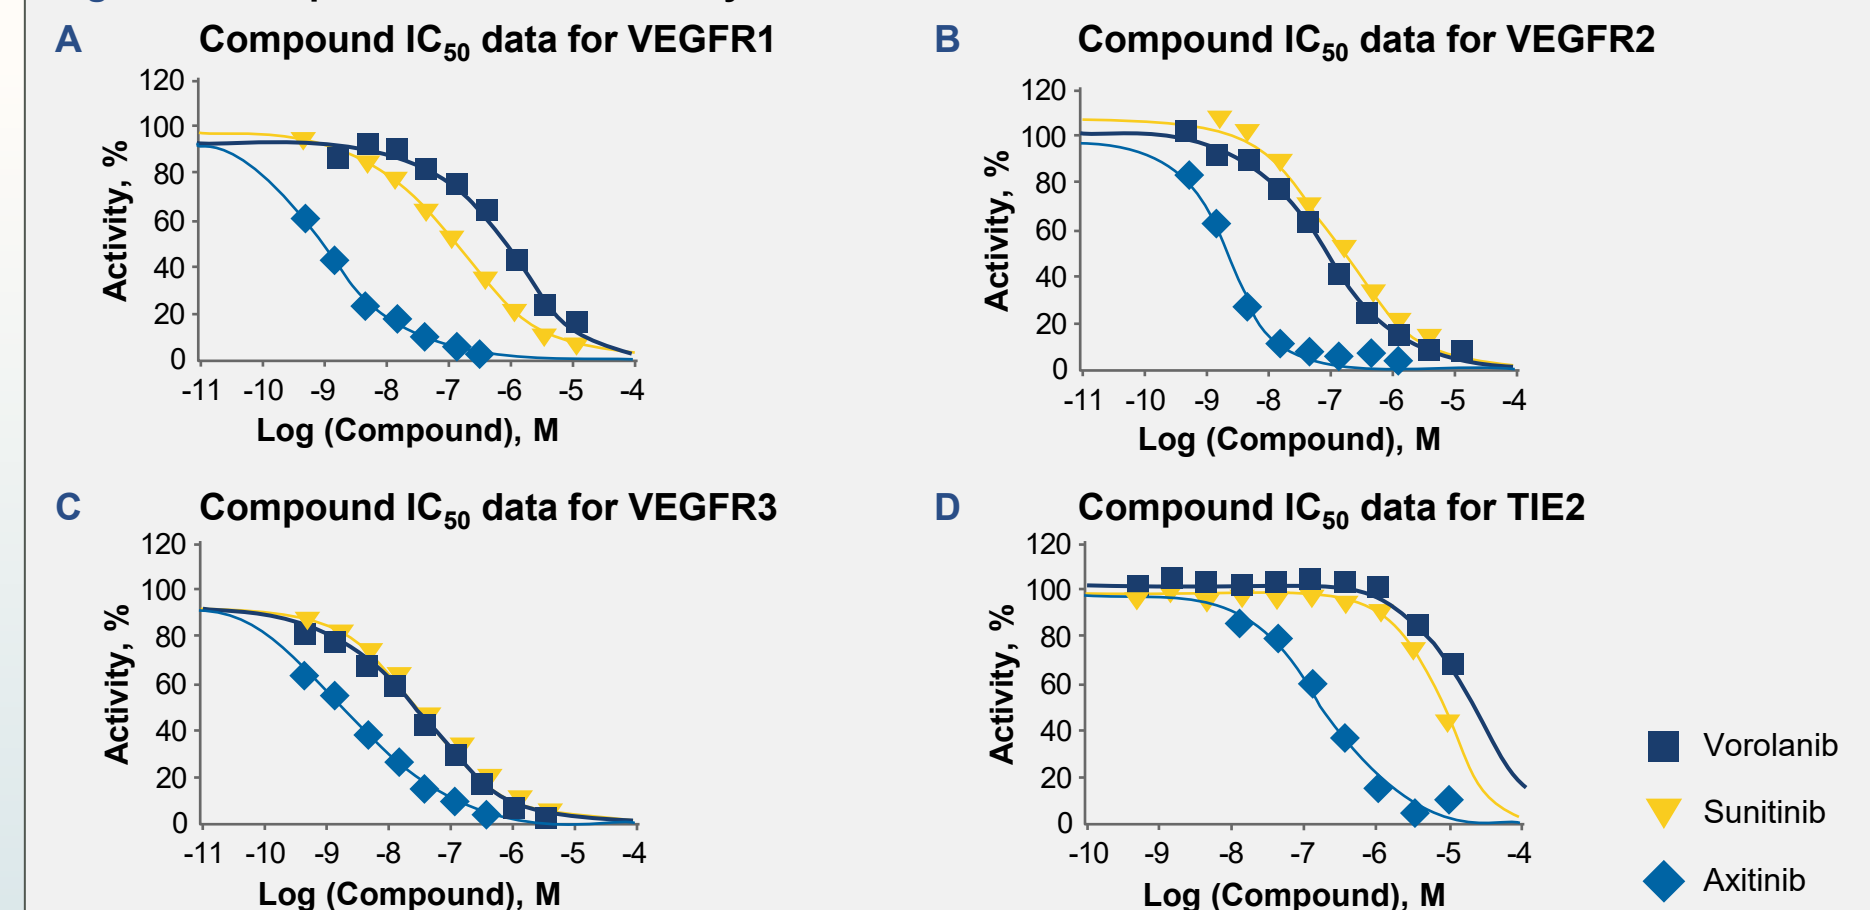 A Compound IC50 data for VEGFR1
120
100
80
60
40
20
0
Activity, %
-11 -10 -9 -8 -7 -6 -5 -4
Log (Compound), M
B Compound IC50 data for VEGFR2
120
100
80
60
40
20
0
Activity, %
-11 -10 -9 -8 -7 -6 -5 -4
Log (Compound), M
C Compound IC50 data for VEGFR3
120
100
80
60
40
20
0
Activity, %
-11 -10 -9 -8 -7 -6 -5 -4
Log (Compound), M
D Compound IC50 data for TIE2
120
100
80
60
40
20
0
Activity, %
-10 -9 -8 -7 -6 -5 -4
Log (Compound), M
Vorolanib
Sunitinib
Axitinib